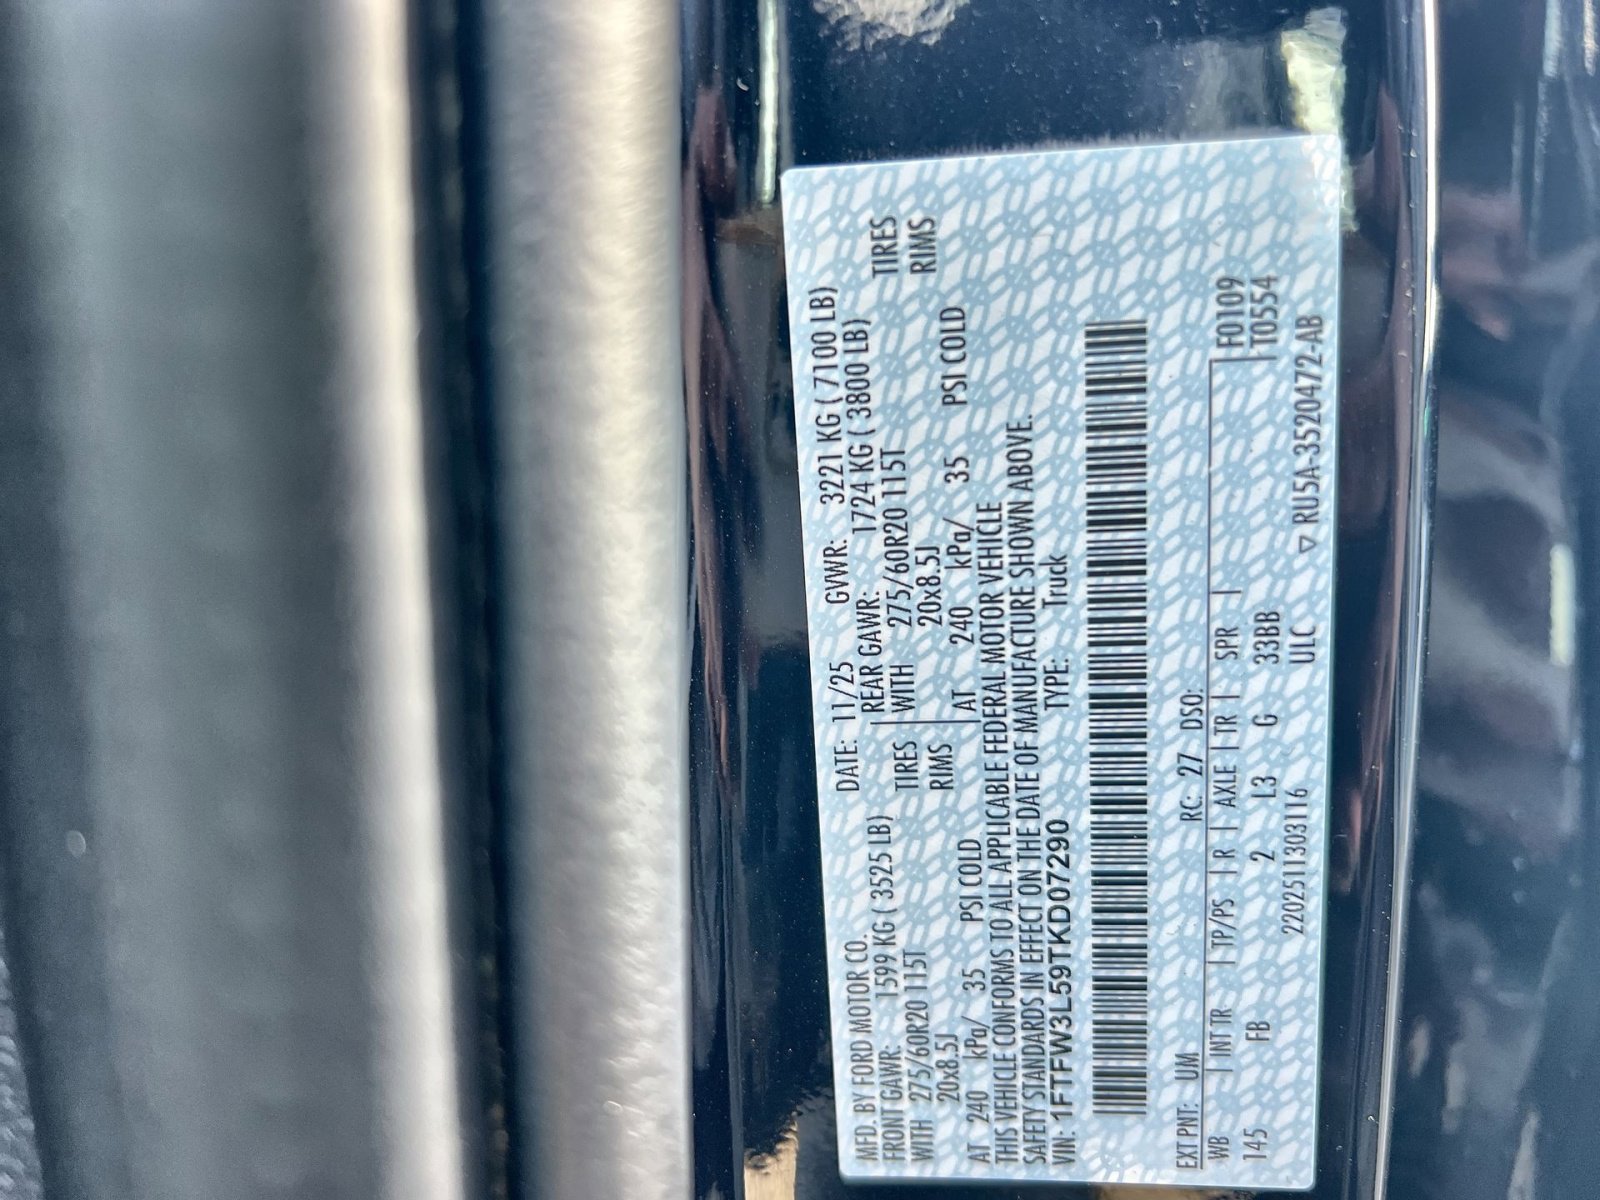 MFD. BY FORD MOTOR CO. DATE: 11/25 GVWR: 3221 KG ( 7100 LB)
FRONT GAWR: 1599 KG ( 3525 LB) REAR GAWR: 1724 KG ( 3800 LB)
WITH 275/60R20 115T TIRES WITH 275/60R20 115T TIRES
20x8.5J RIMS 20x8.5J RIMS
AT 240 kPa/ 35 PSI COLD AT 240 kPa/ 35 PSI COLD
THIS VEHICLE CONFORMS TO ALL APPLICABLE FEDERAL MOTOR VEHICLE
SAFETY STANDARDS IN EFFECT ON THE DATE OF MANUFACTURE SHOWN ABOVE.
VIN: 1FTFW3L59TKD07290 TYPE: Truck
EXT PNT: UM RC: 27 DSO:
WB | INT TR | TP/PS | R | AXLE | TR | SPR | F0109
145 FB 2 L3 G 33BB T0554
2202511303116 ULC ▽ RU5A-3520472-AB